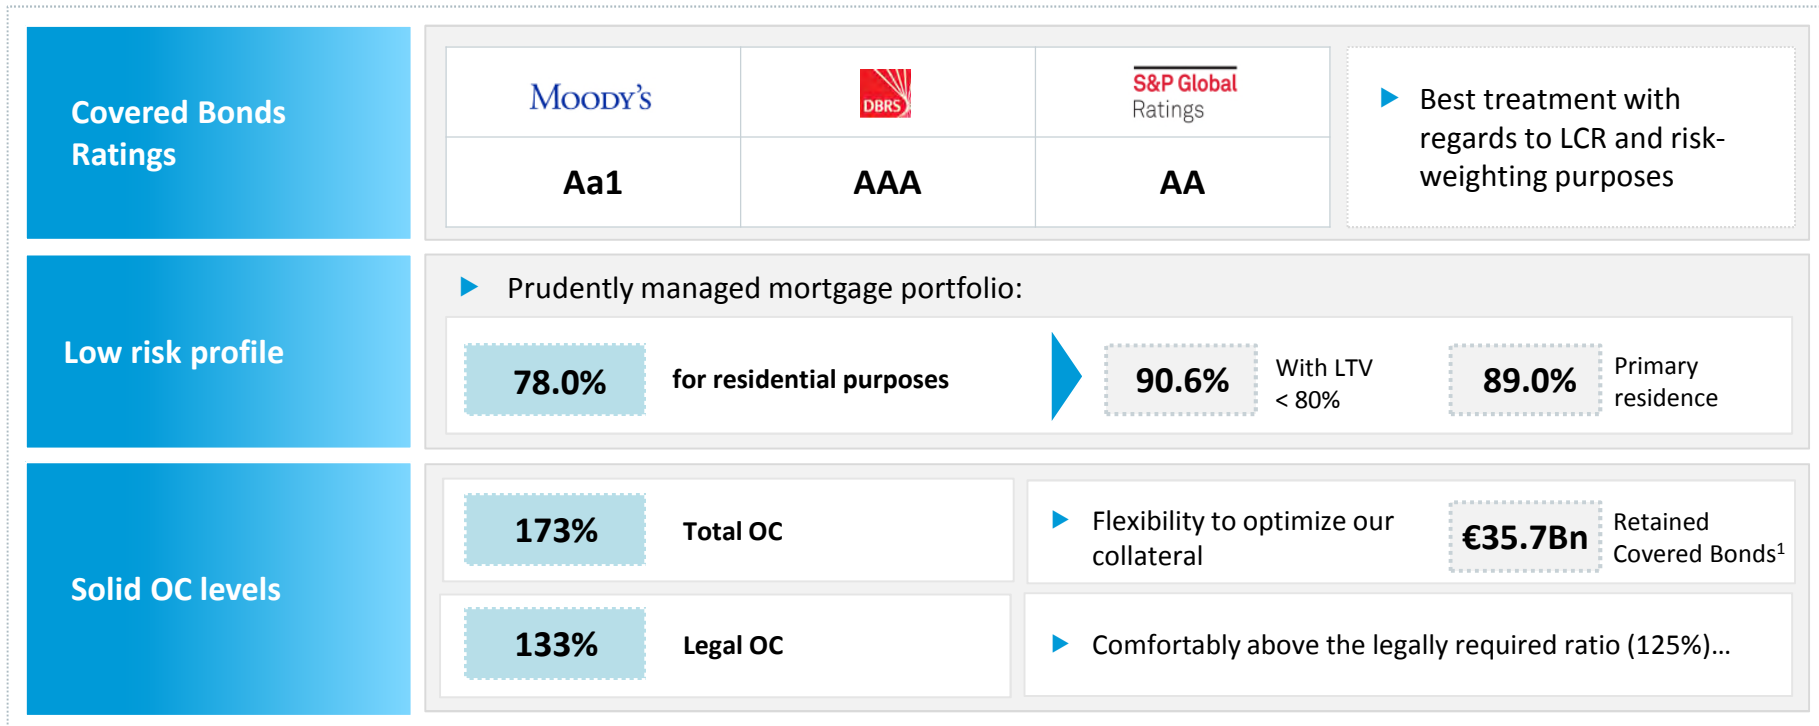 Covered Bonds
Ratings
MOODY'S
DBRS
S&P Global
Ratings
Aa1
AAA
AA
Best treatment with
regards to LCR and risk-
weighting purposes
Low risk profile
Prudently managed mortgage portfolio:
78.0%
for residential purposes
90.6%
With LTV
< 80%
89.0%
Primary
residence
Solid OC levels
173%
Total OC
Flexibility to optimize our
collateral
€35.7Bn
Retained
Covered Bonds¹
133%
Legal OC
Comfortably above the legally required ratio (125%)...